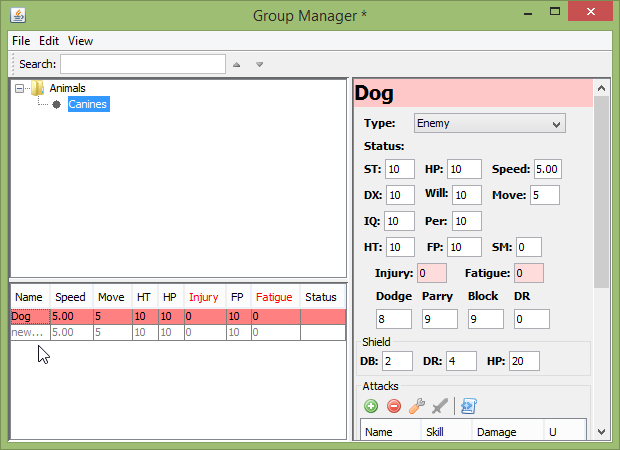 Group Manager *
File Edit View
Search:
Animals
Canines
Name Speed Move HT HP Injury FP Fatigue Status
Dog 5.00 5 10 10 0 10 0
new... 5.00 5 10 10 0 10 0
Dog
Type: Enemy
Status:
ST: 10 HP: 10 Speed: 5.00
DX: 10 Will: 10 Move: 5
IQ: 10 Per: 10
HT: 10 FP: 10 SM: 0
Injury: 0 Fatigue: 0
Dodge Parry Block DR
8 9 9 0
Shield
DB: 2 DR: 4 HP: 20
Attacks
Name Skill Damage U